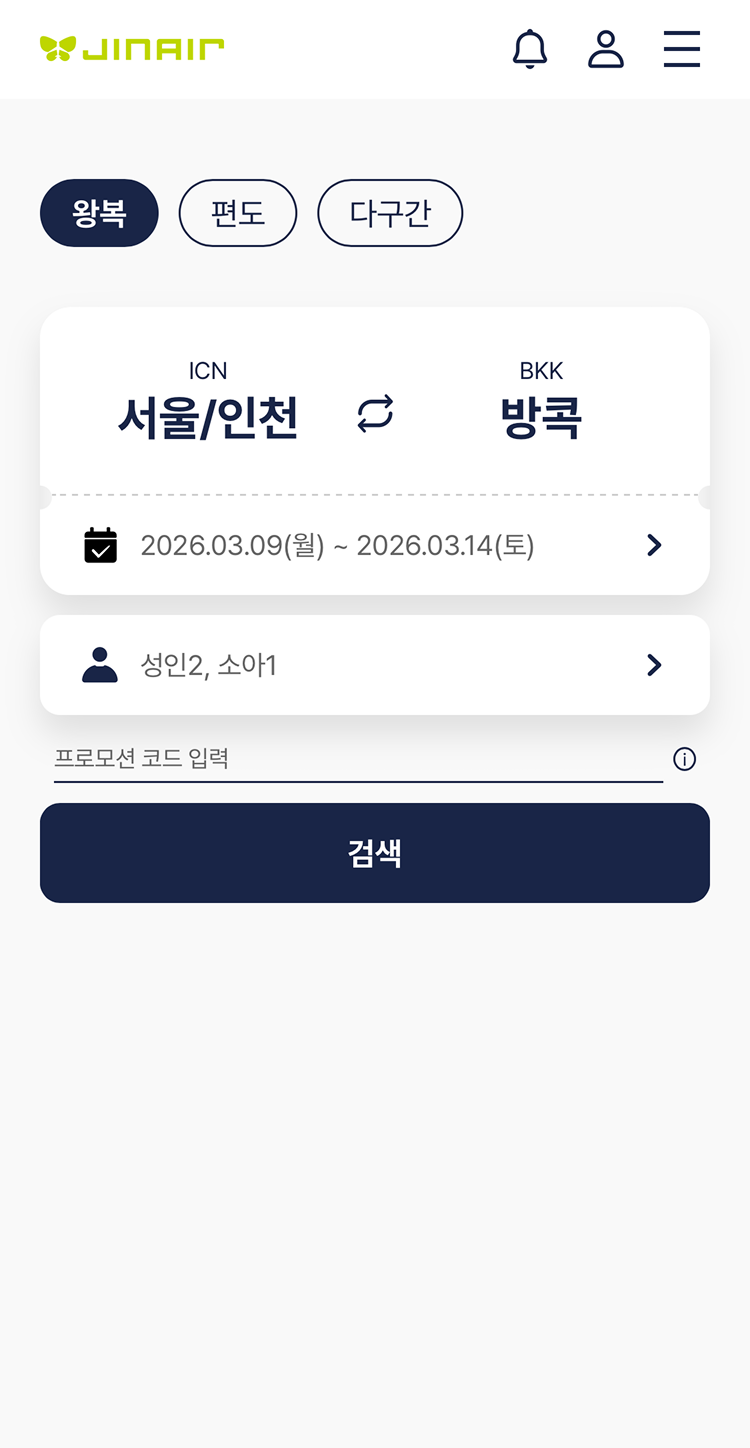 JINAIR
왕복 편도 다구간
ICN BKK
서울/인천 방콕
2026.03.09(월) ~ 2026.03.14(토)
성인2, 소아1
프로모션 코드 입력
검색